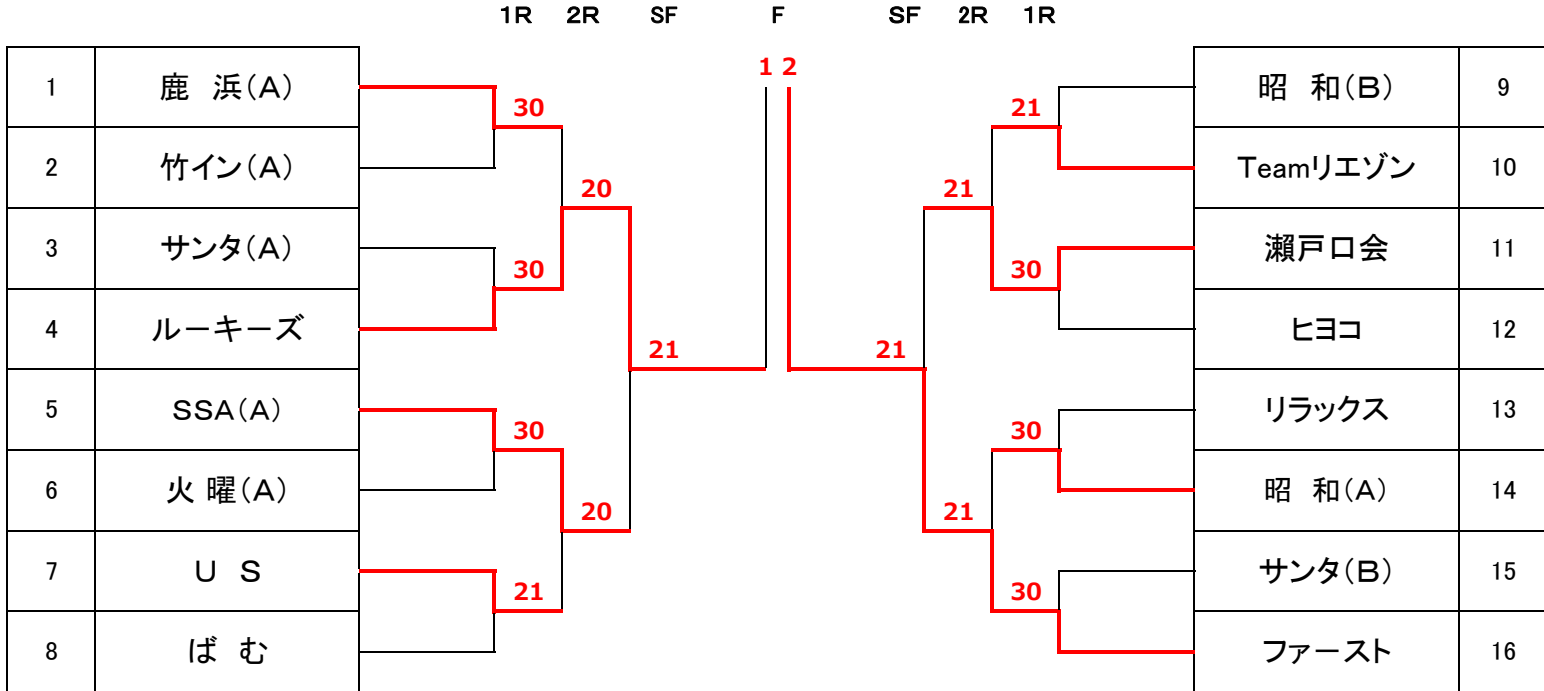 1R 2R SF F SF 2R 1R
1 2
1 鹿 浜(A) 昭 和(B) 9
30 21
2 竹イン(A) Teamリエゾン 10
20 21
3 サンタ(A) 瀬戸口会 11
30 30
4 ルーキーズ ヒヨコ 12
21 21
5 SSA(A) リラックス 13
30 30
6 火 曜(A) 昭 和(A) 14
20 21
7 U S サンタ(B) 15
21 30
8 ばむ ファースト 16